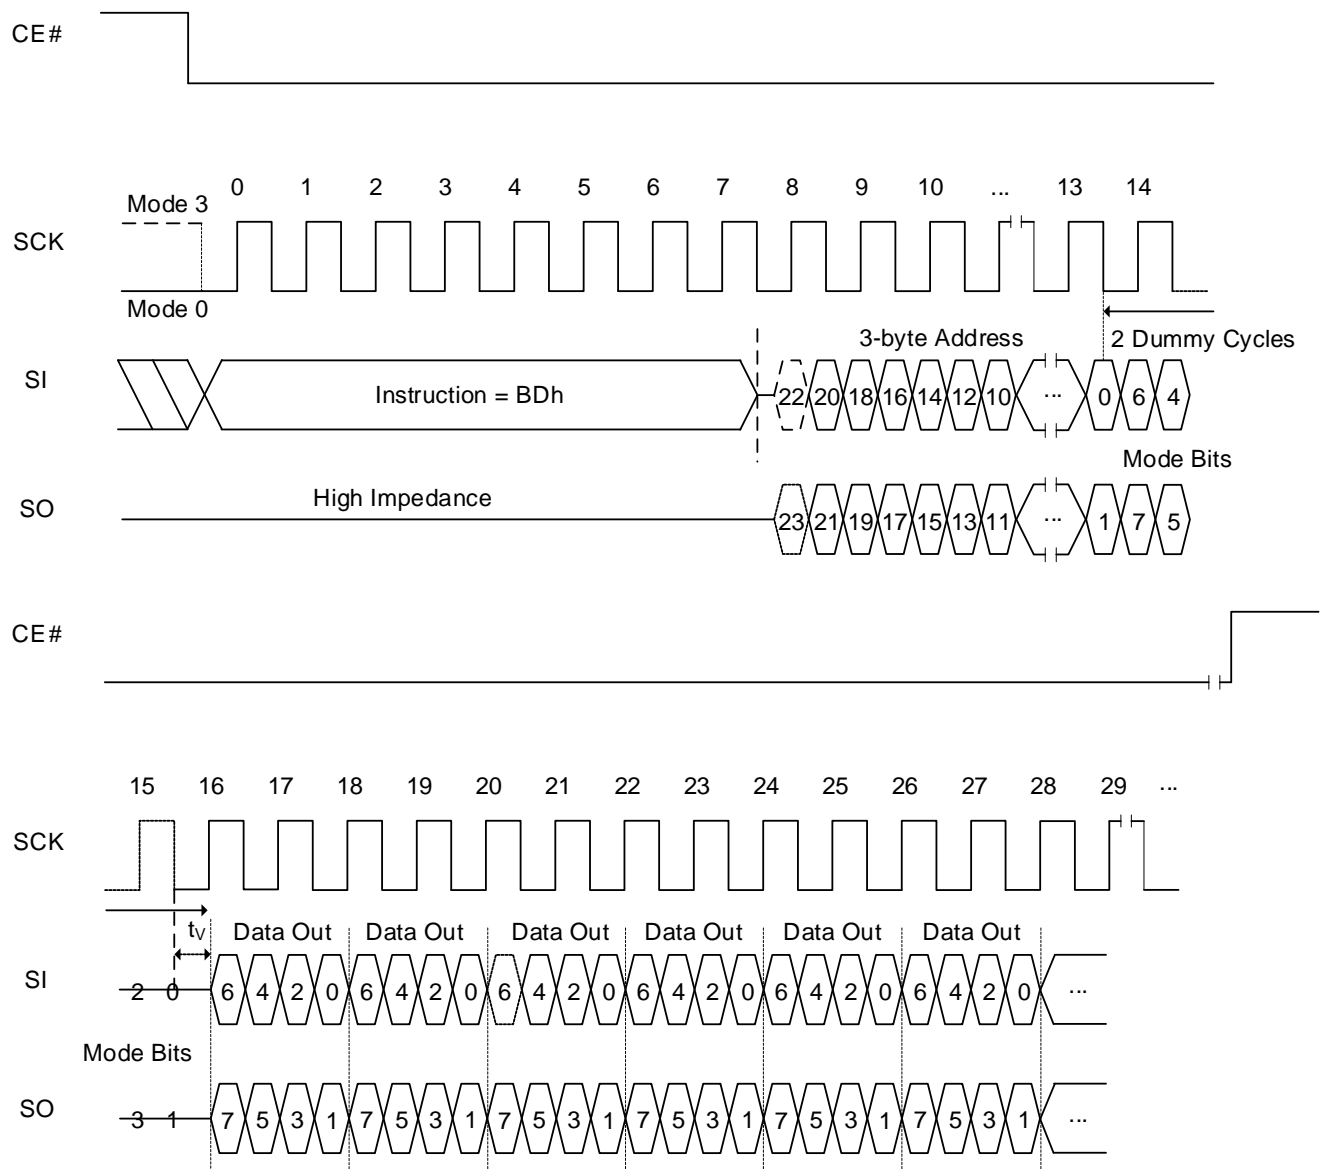 CE#
0 1 2 3 4 5 6 7 8 9 10 ... 13 14
Mode 3
SCK
Mode 0
3-byte Address 2 Dummy Cycles
SI
Instruction = BDh
22 20 18 16 14 12 10 ... 0 6 4
Mode Bits
High Impedance
SO
23 21 19 17 15 13 11 ... 1 7 5
CE#
15 16 17 18 19 20 21 22 23 24 25 26 27 28 29 ...
SCK
tV Data Out Data Out Data Out Data Out Data Out Data Out
SI
2 0 6 4 2 0 6 4 2 0 6 4 2 0 6 4 2 0 6 4 2 0 6 4 2 0 ...
Mode Bits
SO
3 1 7 5 3 1 7 5 3 1 7 5 3 1 7 5 3 1 7 5 3 1 7 5 3 1 ...